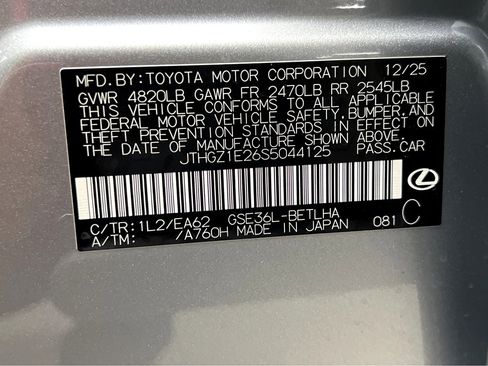 MFD. BY: TOYOTA MOTOR CORPORATION 12/25
GVWR 4820LB GAWR FR 2470LB RR 2545LB
THIS VEHICLE CONFORMS TO ALL APPLICABLE
FEDERAL MOTOR VEHICLE SAFETY, BUMPER, AND
THEFT PREVENTION STANDARDS IN EFFECT ON
THE DATE OF MANUFACTURE SHOWN ABOVE.
JTHGZ1E26S5044125 PASS. CAR
C/TR: 1L2/EA62 GSE36L-BETLHA C
A/TM: /A760H MADE IN JAPAN 081